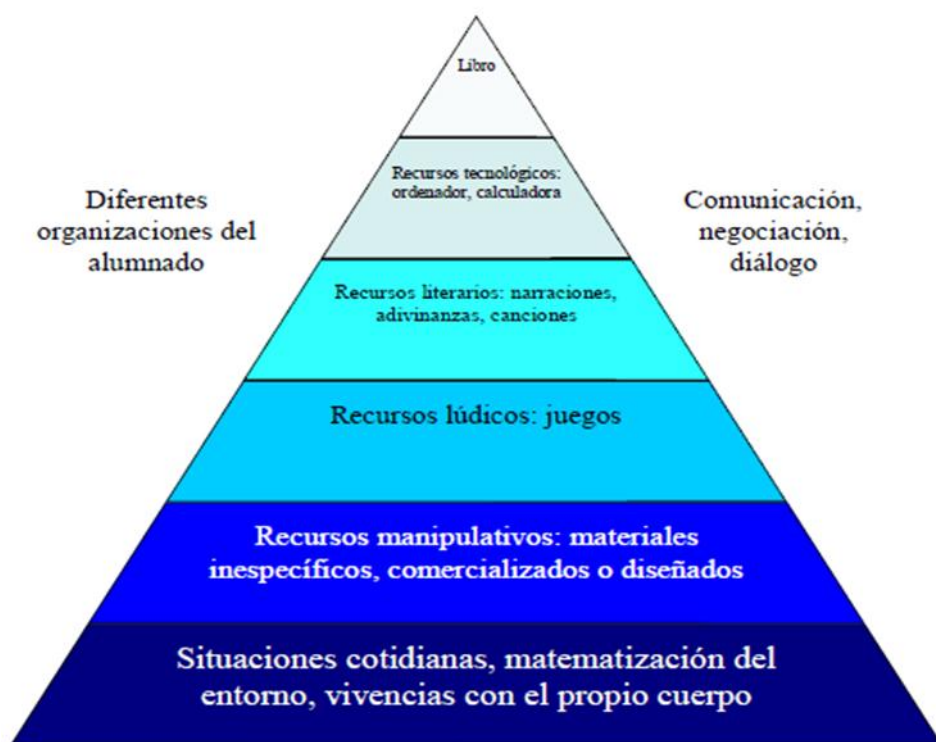 Libro
Recursos tecnológicos:
ordenador, calculadora
Diferentes
organizaciones del
alumnado
Comunicación,
negociación,
diálogo
Recursos literarios: narraciones,
adivinanzas, canciones
Recursos lúdicos: juegos
Recursos manipulativos: materiales
inespecíficos, comercializados o diseñados
Situaciones cotidianas, matematización del
entorno, vivencias con el propio cuerpo